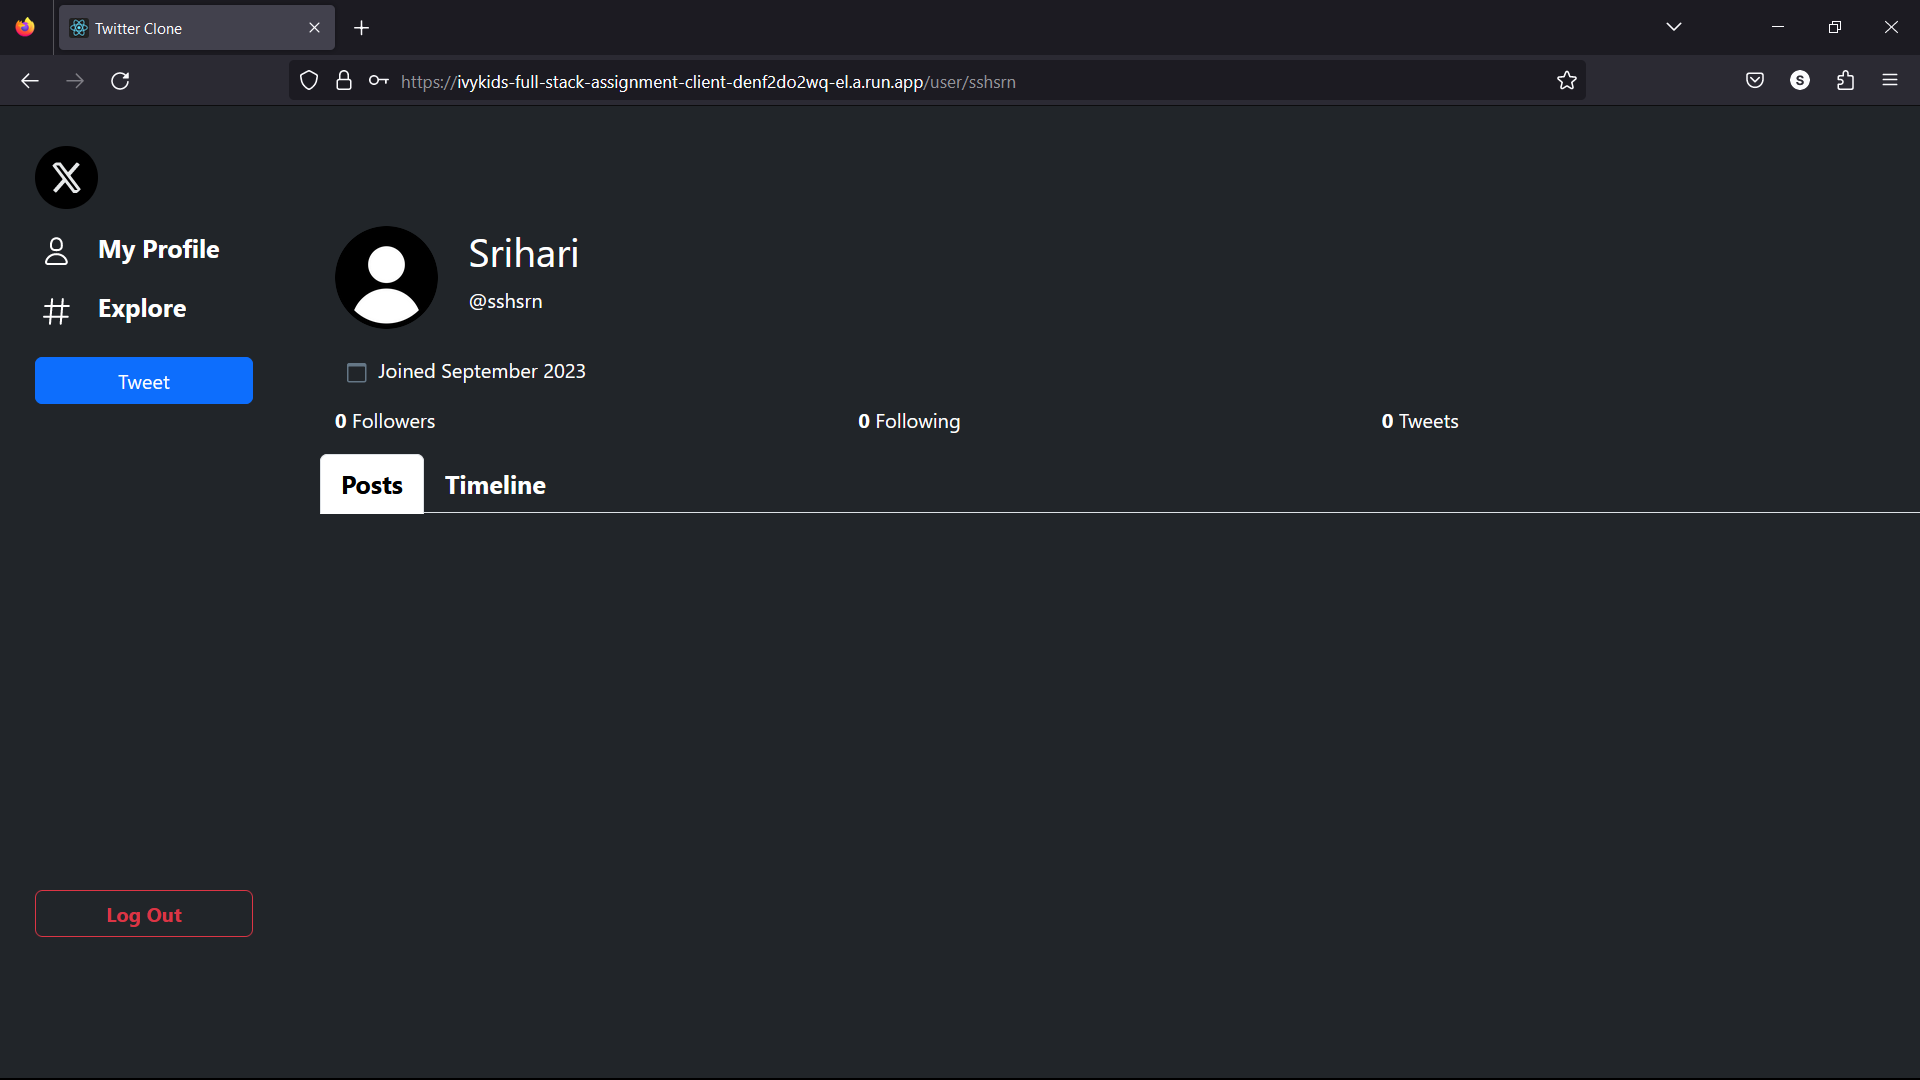 Twitter Clone
https://ivykids-full-stack-assignment-client-denf2do2wq-el.a.run.app/user/sshsrn
S
X
My Profile
Explore
Tweet
Srihari
@sshsrn
Joined September 2023
0 Followers
0 Following
0 Tweets
Posts
Timeline
Log Out